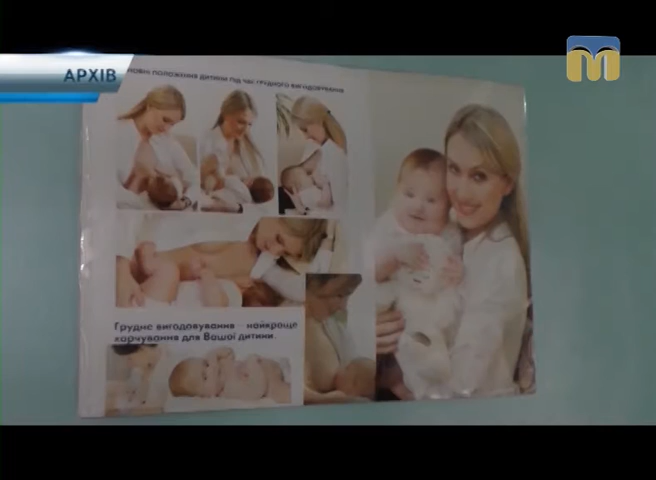 АРХІВ
положення дитини під час грудного вигодовування
Грудне вигодовування - найкраще
харчування для Вашої дитини.